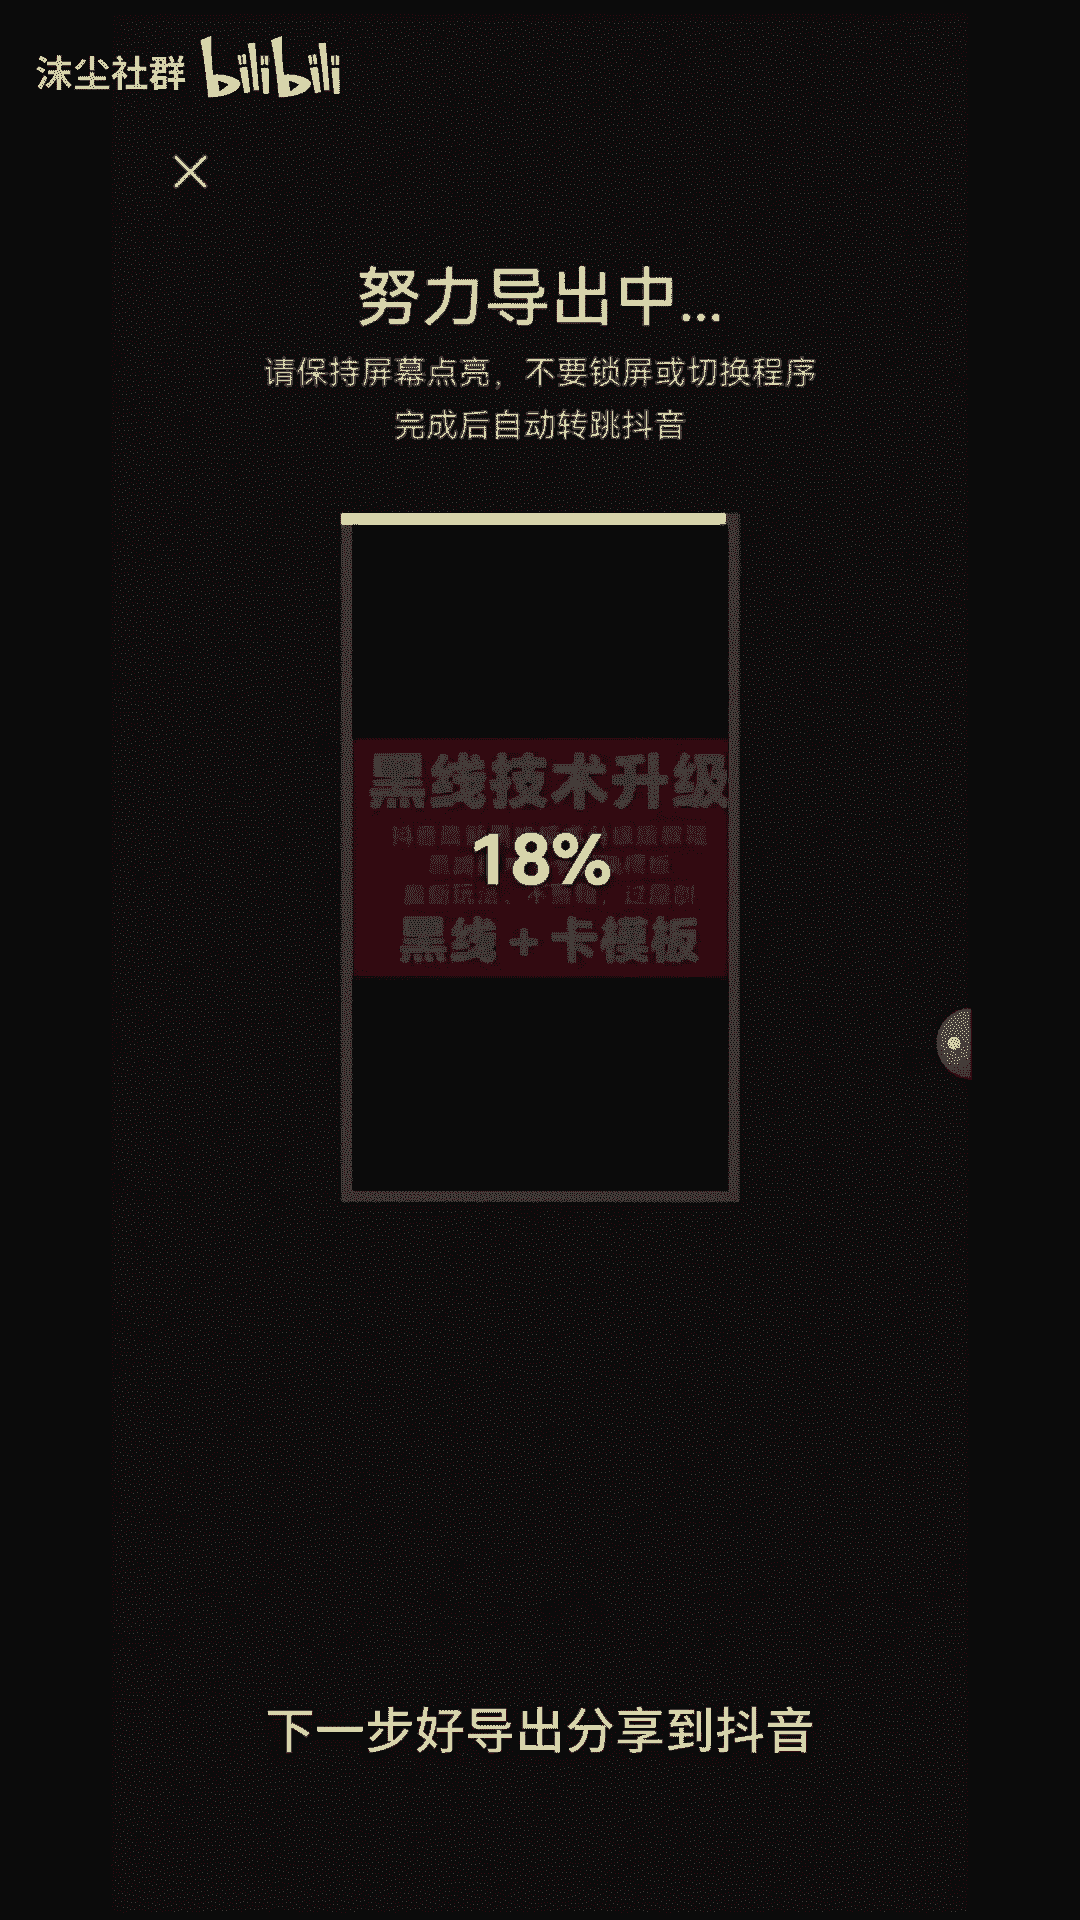 沫尘社群 bilibili
努力导出中...
请保持屏幕点亮，不要锁屏或切换程序
完成后自动转跳抖音
黑线技术升级
18%
黑线+卡模板
下一步好导出分享到抖音